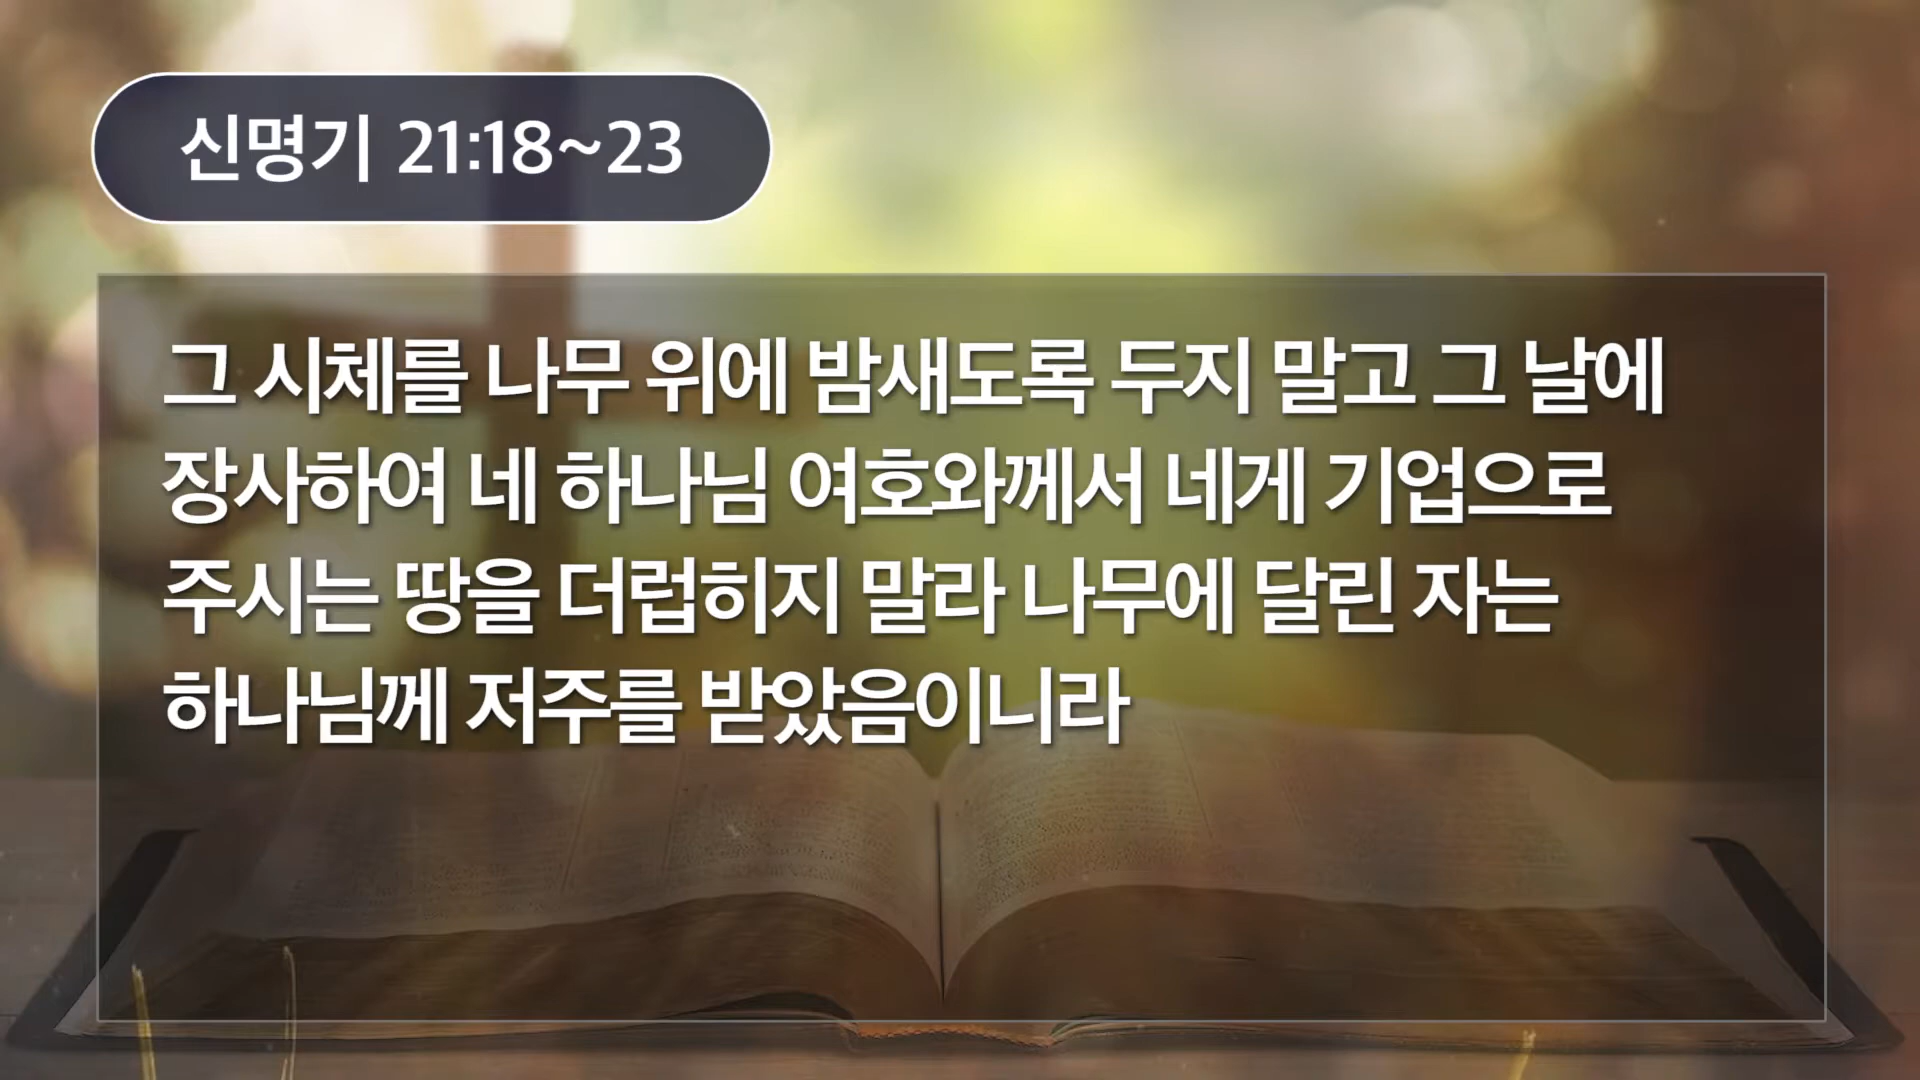 신명기 21:18~23
그 시체를 나무 위에 밤새도록 두지 말고 그 날에
장사하여 네 하나님 여호와께서 네게 기업으로
주시는 땅을 더럽히지 말라 나무에 달린 자는
하나님께 저주를 받았음이니라